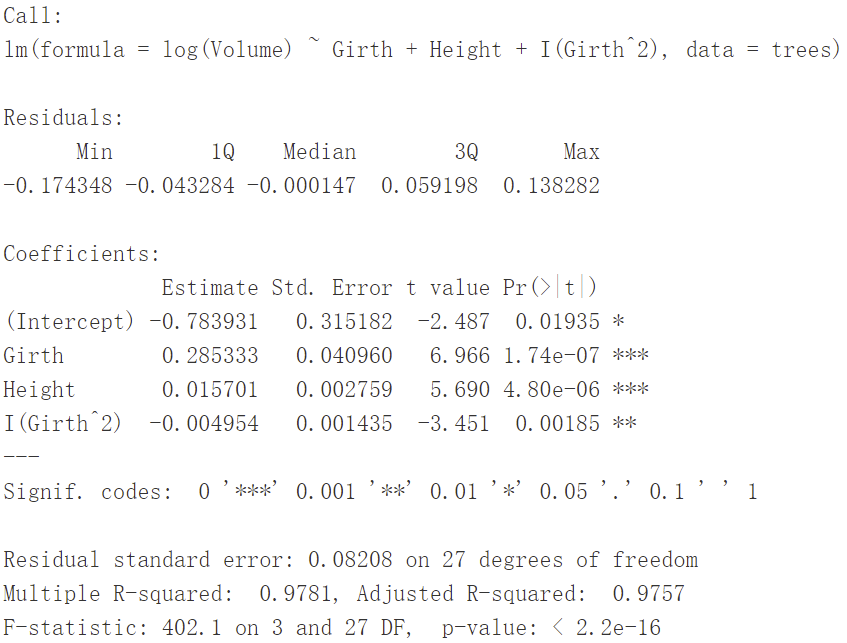 Call:
lm(formula = log(Volume) ~ Girth + Height + I(Girth^2), data = trees)
Residuals:
Min 1Q Median 3Q Max
-0.174348 -0.043284 -0.000147 0.059198 0.138282
Coefficients:
Estimate Std. Error t value Pr(>|t|)
(Intercept) -0.783931 0.315182 -2.487 0.01935 *
Girth 0.285333 0.040960 6.966 1.74e-07 ***
Height 0.015701 0.002759 5.690 4.80e-06 ***
I(Girth^2) -0.004954 0.001435 -3.451 0.00185 **
---
Signif. codes: 0 '***' 0.001 '**' 0.01 '*' 0.05 '.' 0.1 ' ' 1
Residual standard error: 0.08208 on 27 degrees of freedom
Multiple R-squared: 0.9781, Adjusted R-squared: 0.9757
F-statistic: 402.1 on 3 and 27 DF, p-value: < 2.2e-16